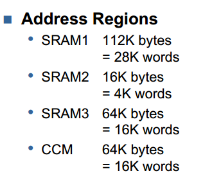 Address Regions
SRAM1 112K bytes
= 28K words
SRAM2 16K bytes
= 4K words
SRAM3 64K bytes
= 16K words
CCM 64K bytes
= 16K words